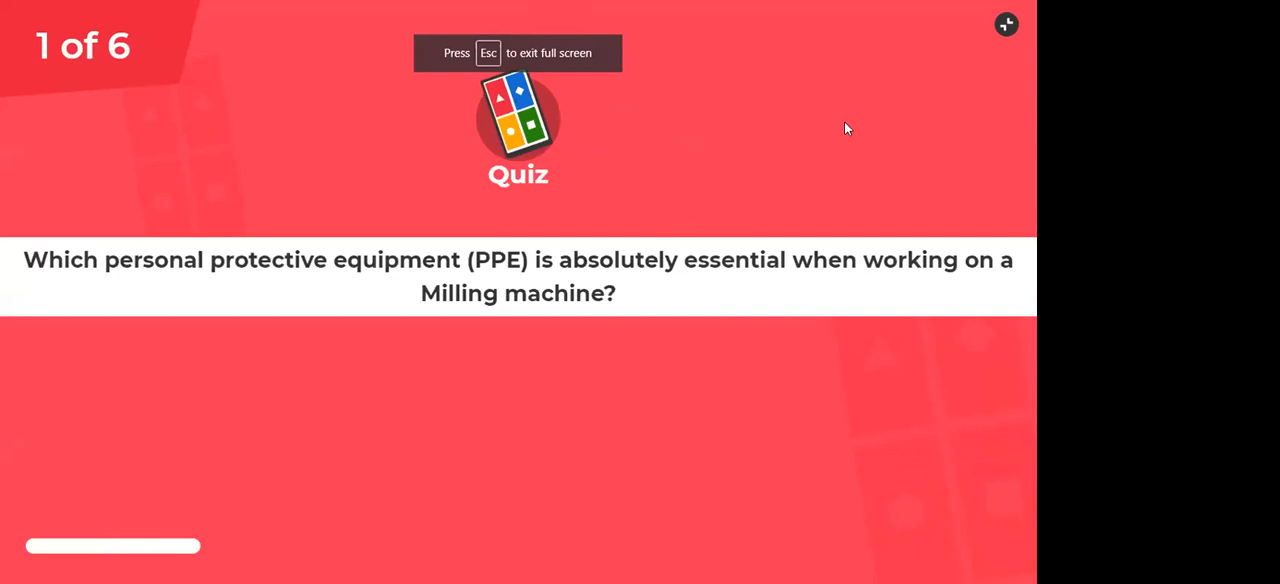 1 of 6
Press Esc to exit full screen
Quiz
Which personal protective equipment (PPE) is absolutely essential when working on a
Milling machine?